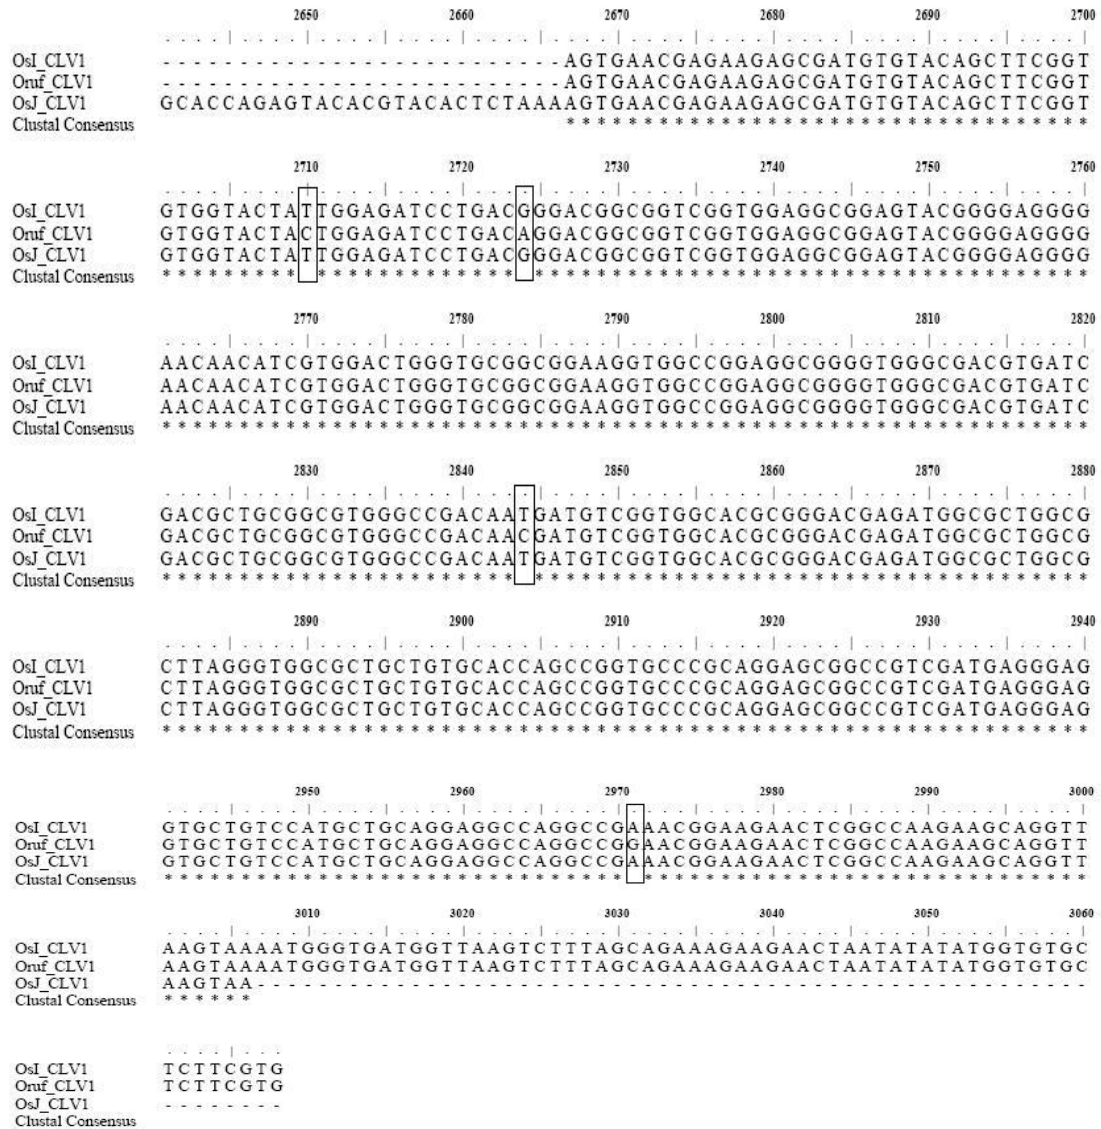 2650 2660 2670 2680 2690 2700
. . . . | . . . . | . . . . | . . . . | . . . . | . . . . | . . . . | . . . . | . . . . | . . . . | . . . . | . . . . |
OsI_CLV1 - - - - - - - - - - - - - - - - - - - - - - - - - - AGTGAACGAGAAGAGCGATGTGTACAGCTTCGGT
Oruf_CLV1 - - - - - - - - - - - - - - - - - - - - - - - - - - AGTGAACGAGAAGAGCGATGTGTACAGCTTCGGT
OsJ_CLV1 GCACCAGAGTACACGTACACTCTAAAAGTGAACGAGAAGAGCGATGTGTACAGCTTCGGT
Clustal Consensus * * * * * * * * * * * * * * * * * * * * * * * * * * * * * * * * * *
2710 2720 2730 2740 2750 2760
. . . . | . . . . | . . . . | . . . . | . . . . | . . . . | . . . . | . . . . | . . . . | . . . . | . . . . | . . . . |
OsI_CLV1 GTGGTACTATTGGAGATCCTGACGGGACGGCGGTCGGTGGAGGCGGAGTACGGGGAGGGG
Oruf_CLV1 GTGGTACTACTGGAGATCCTGACAGGACGGCGGTCGGTGGAGGCGGAGTACGGGGAGGGG
OsJ_CLV1 GTGGTACTATTGGAGATCCTGACGGGACGGCGGTCGGTGGAGGCGGAGTACGGGGAGGGG
Clustal Consensus * * * * * * * * * * * * * * * * * * * * * * * * * * * * * * * * * * * * * * * * * * * * * * * * * * * * * * * * * *
2770 2780 2790 2800 2810 2820
. . . . | . . . . | . . . . | . . . . | . . . . | . . . . | . . . . | . . . . | . . . . | . . . . | . . . . | . . . . |
OsI_CLV1 AACAACATCGTGGACTGGGTGCGGCGGAAGGTGGCCGGAGGCGGGGTGGGCGACGTGATC
Oruf_CLV1 AACAACATCGTGGACTGGGTGCGGCGGAAGGTGGCCGGAGGCGGGGTGGGCGACGTGATC
OsJ_CLV1 AACAACATCGTGGACTGGGTGCGGCGGAAGGTGGCCGGAGGCGGGGTGGGCGACGTGATC
Clustal Consensus * * * * * * * * * * * * * * * * * * * * * * * * * * * * * * * * * * * * * * * * * * * * * * * * * * * * * * * * * * * *
2830 2840 2850 2860 2870 2880
. . . . | . . . . | . . . . | . . . . | . . . . | . . . . | . . . . | . . . . | . . . . | . . . . | . . . . | . . . . |
OsI_CLV1 GACGCTGCGGCGTGGGCCGACAATGATGTCGGTGGCACGCGGGACGAGATGGCGCTGGCG
Oruf_CLV1 GACGCTGCGGCGTGGGCCGACAACGATGTCGGTGGCACGCGGGACGAGATGGCGCTGGCG
OsJ_CLV1 GACGCTGCGGCGTGGGCCGACAATGATGTCGGTGGCACGCGGGACGAGATGGCGCTGGCG
Clustal Consensus * * * * * * * * * * * * * * * * * * * * * * * * * * * * * * * * * * * * * * * * * * * * * * * * * * * * * * * * * * *
2890 2900 2910 2920 2930 2940
. . . . | . . . . | . . . . | . . . . | . . . . | . . . . | . . . . | . . . . | . . . . | . . . . | . . . . | . . . . |
OsI_CLV1 CTTAGGGTGGCGCTGCTGTGCACCAGCCGGTGCCCGCAGGAGCGGCCGTCGATGAGGGAG
Oruf_CLV1 CTTAGGGTGGCGCTGCTGTGCACCAGCCGGTGCCCGCAGGAGCGGCCGTCGATGAGGGAG
OsJ_CLV1 CTTAGGGTGGCGCTGCTGTGCACCAGCCGGTGCCCGCAGGAGCGGCCGTCGATGAGGGAG
Clustal Consensus * * * * * * * * * * * * * * * * * * * * * * * * * * * * * * * * * * * * * * * * * * * * * * * * * * * * * * * * * * * *
2950 2960 2970 2980 2990 3000
. . . . | . . . . | . . . . | . . . . | . . . . | . . . . | . . . . | . . . . | . . . . | . . . . | . . . . | . . . . |
OsI_CLV1 GTGCTGTCCATGCTGCAGGAGGCCAGGCCGAAACGGAAGAACTCGGCCAAGAAGCAGGTT
Oruf_CLV1 GTGCTGTCCATGCTGCAGGAGGCCAGGCCGGAACGGAAGAACTCGGCCAAGAAGCAGGTT
OsJ_CLV1 GTGCTGTCCATGCTGCAGGAGGCCAGGCCGAAACGGAAGAACTCGGCCAAGAAGCAGGTT
Clustal Consensus * * * * * * * * * * * * * * * * * * * * * * * * * * * * * * * * * * * * * * * * * * * * * * * * * * * * * * * * * * *
3010 3020 3030 3040 3050 3060
. . . . | . . . . | . . . . | . . . . | . . . . | . . . . | . . . . | . . . . | . . . . | . . . . | . . . . | . . . . |
OsI_CLV1 AAGTAAAATGGGTGATGGTTAAGTCTTTAGCAGAAAGAAGAACTAATATATATGGTGTGC
Oruf_CLV1 AAGTAAAATGGGTGATGGTTAAGTCTTTAGCAGAAAGAAGAACTAATATATATGGTGTGC
OsJ_CLV1 AAGTAA- - - - - - - - - - - - - - - - - - - - - - - - - - - - - - - - - - - - - - - - - - - - - - - - - - - - - -
Clustal Consensus * * * * * *
. . . . | . . .
OsI_CLV1 TCTTCGTG
Oruf_CLV1 TCTTCGTG
OsJ_CLV1 - - - - - - - -
Clustal Consensus